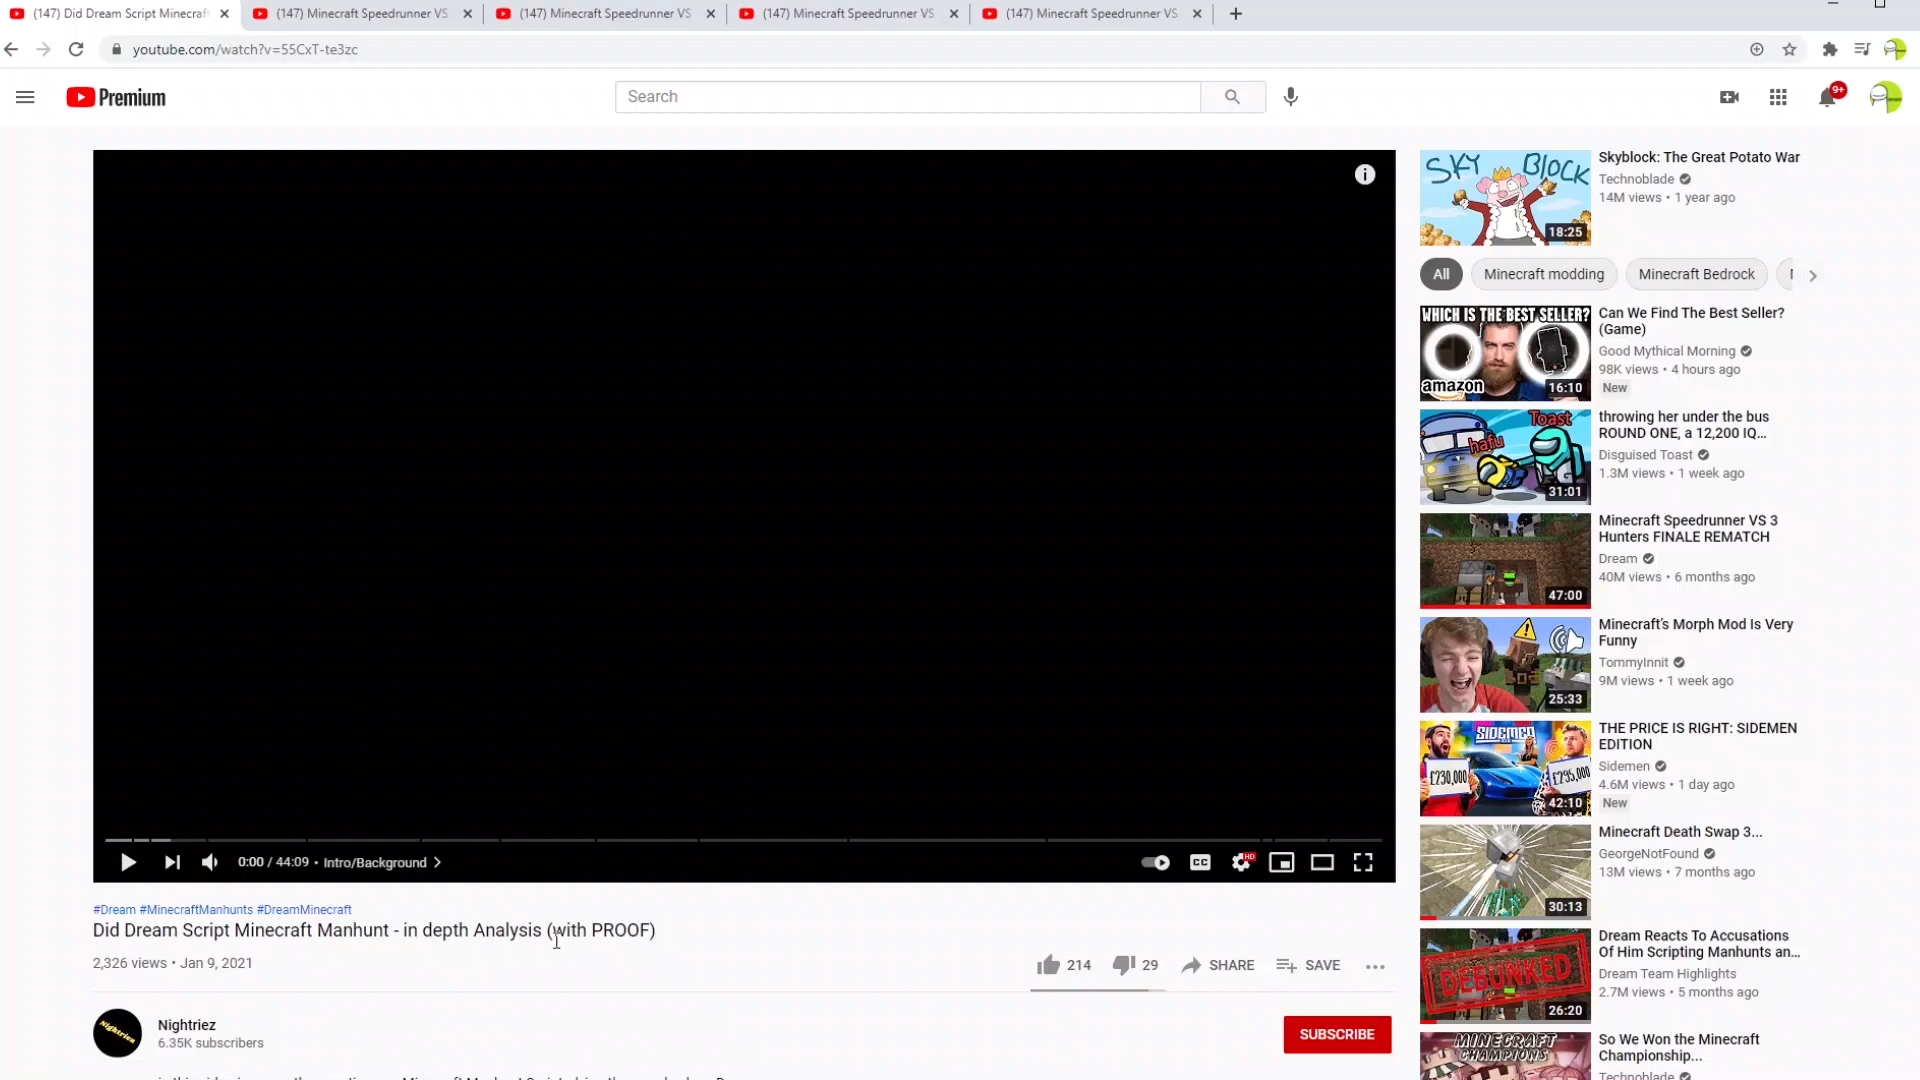 (147) Did Dream Script Minecraft
(147) Minecraft Speedrunner VS
(147) Minecraft Speedrunner VS
(147) Minecraft Speedrunner VS
(147) Minecraft Speedrunner VS
youtube.com/watch?v=55CxT-te3zc
Premium
Search
9+
SKY BLOCK
18:25
Skyblock: The Great Potato War
Technoblade
14M views • 1 year ago
All
Minecraft modding
Minecraft Bedrock
WHICH IS THE BEST SELLER?
amazon
16:10
Can We Find The Best Seller?
(Game)
Good Mythical Morning
98K views • 4 hours ago
New
Toast
hafu
31:01
throwing her under the bus
ROUND ONE, a 12,200 IQ...
Disguised Toast
1.3M views • 1 week ago
47:00
Minecraft Speedrunner VS 3
Hunters FINALE REMATCH
Dream
40M views • 6 months ago
25:33
Minecraft's Morph Mod Is Very
Funny
TommyInnit
9M views • 1 week ago
SIDEMEN
£230,000
£295,000
42:10
THE PRICE IS RIGHT: SIDEMEN
EDITION
Sidemen
4.6M views • 1 day ago
New
30:13
Minecraft Death Swap 3...
GeorgeNotFound
13M views • 7 months ago
DEBUNKED
26:20
Dream Reacts To Accusations
Of Him Scripting Manhunts an...
Dream Team Highlights
2.7M views • 5 months ago
MINECRAFT
CHAMPIONS
So We Won the Minecraft
Championship...
Technoblade
0:00 / 44:09 • Intro/Background
CC
HD
#Dream #MinecraftManhunts #DreamMinecraft
Did Dream Script Minecraft Manhunt - in depth Analysis (with PROOF)
2,326 views • Jan 9, 2021
214
29
SHARE
SAVE
Nightriez
Nightriez
6.35K subscribers
SUBSCRIBE